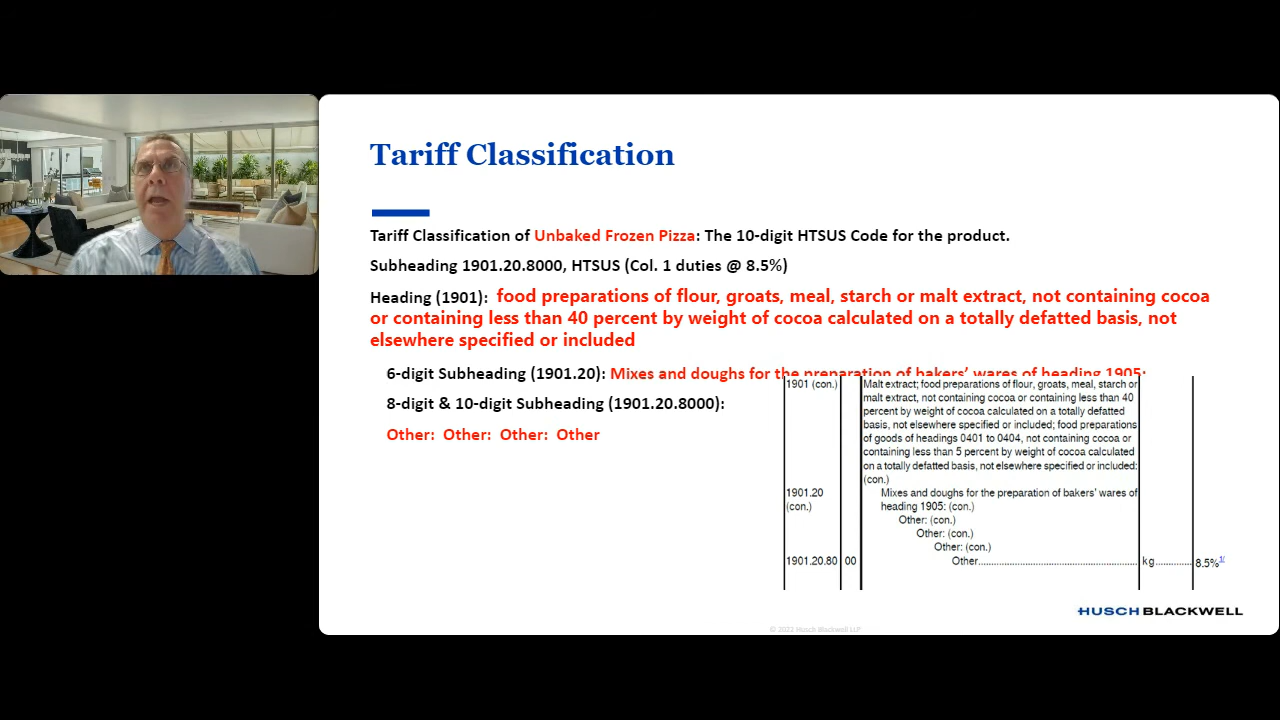 Tariff Classification
Tariff Classification of Unbaked Frozen Pizza: The 10-digit HTSUS Code for the product.
Subheading 1901.20.8000, HTSUS (Col. 1 duties @ 8.5%)
Heading (1901): food preparations of flour, groats, meal, starch or malt extract, not containing cocoa
or containing less than 40 percent by weight of cocoa calculated on a totally defatted basis, not
elsewhere specified or included
6-digit Subheading (1901.20): Mixes and doughs for the preparation of bakers’ wares of heading 1905:
8-digit & 10-digit Subheading (1901.20.8000):
Other: Other: Other: Other
1901 (con.) Malt extract; food preparations of flour, groats, meal, starch or
malt extract, not containing cocoa or containing less than 40
percent by weight of cocoa calculated on a totally defatted
basis, not elsewhere specified or included; food preparations
of goods of headings 0401 to 0404, not containing cocoa or
containing less than 5 percent by weight of cocoa calculated
on a totally defatted basis, not elsewhere specified or included:
(con.)
1901.20 Mixes and doughs for the preparation of bakers' wares of
(con.) heading 1905: (con.)
Other: (con.)
Other: (con.)
Other: (con.)
1901.20.80 00 Other................................................ kg............. 8.5% 1/
HUSCH BLACKWELL
© 2022 Husch Blackwell LLP